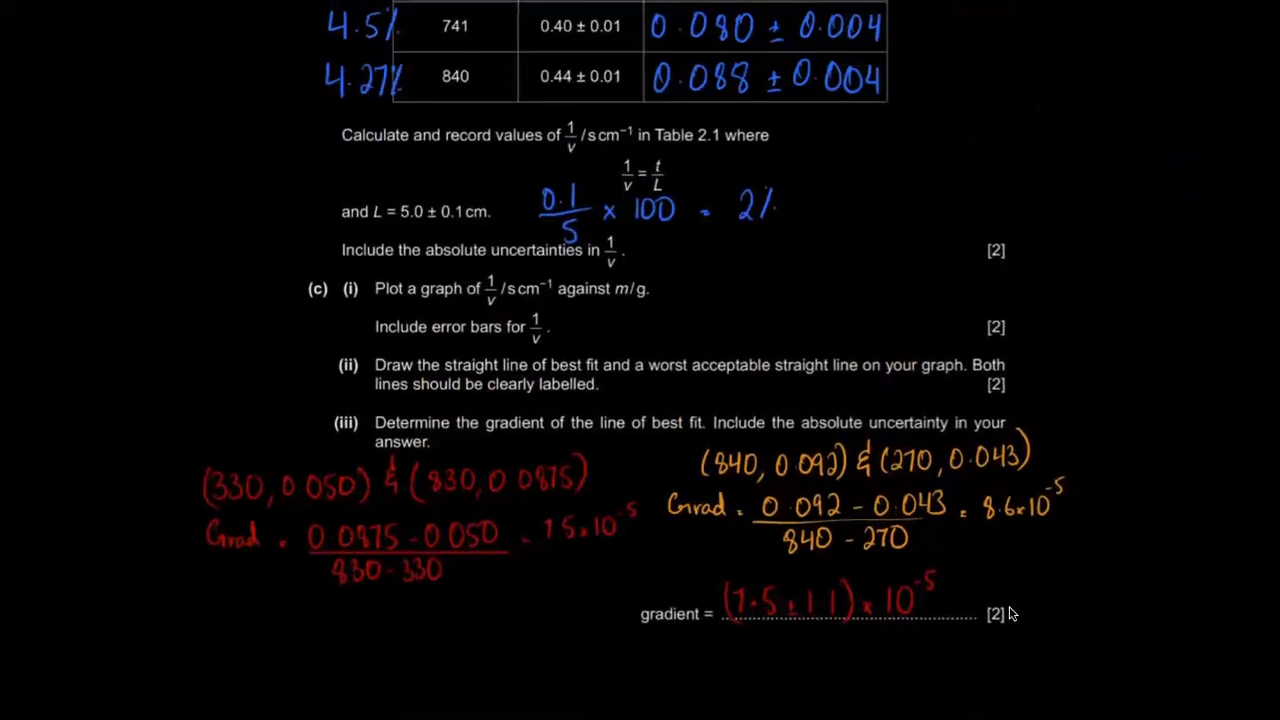 4.5% 741 0.40 ± 0.01 0.080 ± 0.004
4.27% 840 0.44 ± 0.01 0.088 ± 0.004
Calculate and record values of 1/v / s cm⁻¹ in Table 2.1 where
1/v = t/L
and L = 5.0 ± 0.1 cm. 0.1/5 × 100 = 2%
Include the absolute uncertainties in 1/v. [2]
(c) (i) Plot a graph of 1/v / s cm⁻¹ against m/g.
Include error bars for 1/v. [2]
(ii) Draw the straight line of best fit and a worst acceptable straight line on your graph. Both
lines should be clearly labelled. [2]
(iii) Determine the gradient of the line of best fit. Include the absolute uncertainty in your
answer.
(330, 0.050) & (830, 0.0875)
Grad = 0.0875 - 0.050 / 830 - 330 = 7.5 × 10⁻⁵
(840, 0.092) & (270, 0.043)
Grad = 0.092 - 0.043 / 840 - 270 = 8.6 × 10⁻⁵
gradient = (7.5 ± 1.1) × 10⁻⁵ [2]